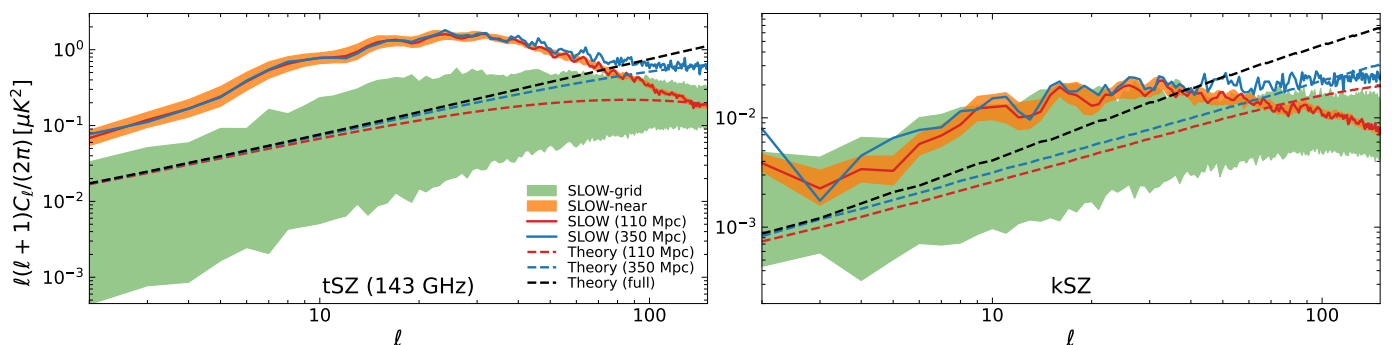 ℓ(ℓ + 1)Cℓ/(2π) [μK²]
10⁰
10⁻¹
10⁻²
10⁻³
SLOW-grid
SLOW-near
SLOW (110 Mpc)
SLOW (350 Mpc)
Theory (110 Mpc)
Theory (350 Mpc)
Theory (full)
tSZ (143 GHz)
10
100
ℓ
10⁻²
10⁻³
kSZ
10
100
ℓ